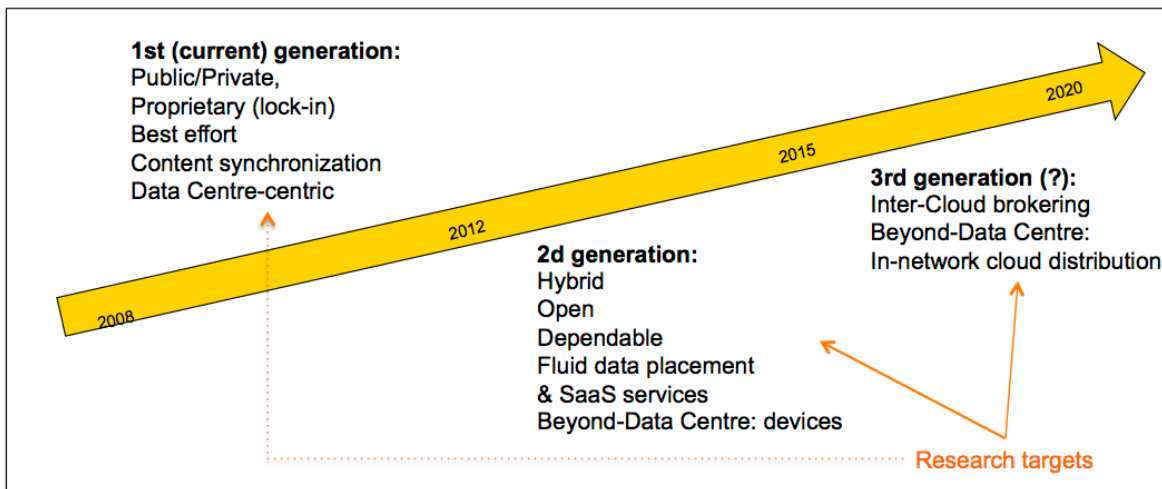 1st (current) generation:
Public/Private,
Proprietary (lock-in)
Best effort
Content synchronization
Data Centre-centric
2008
2012
2015
2020
2d generation:
Hybrid
Open
Dependable
Fluid data placement
& SaaS services
Beyond-Data Centre: devices
3rd generation (?):
Inter-Cloud brokering
Beyond-Data Centre:
In-network cloud distribution
Research targets